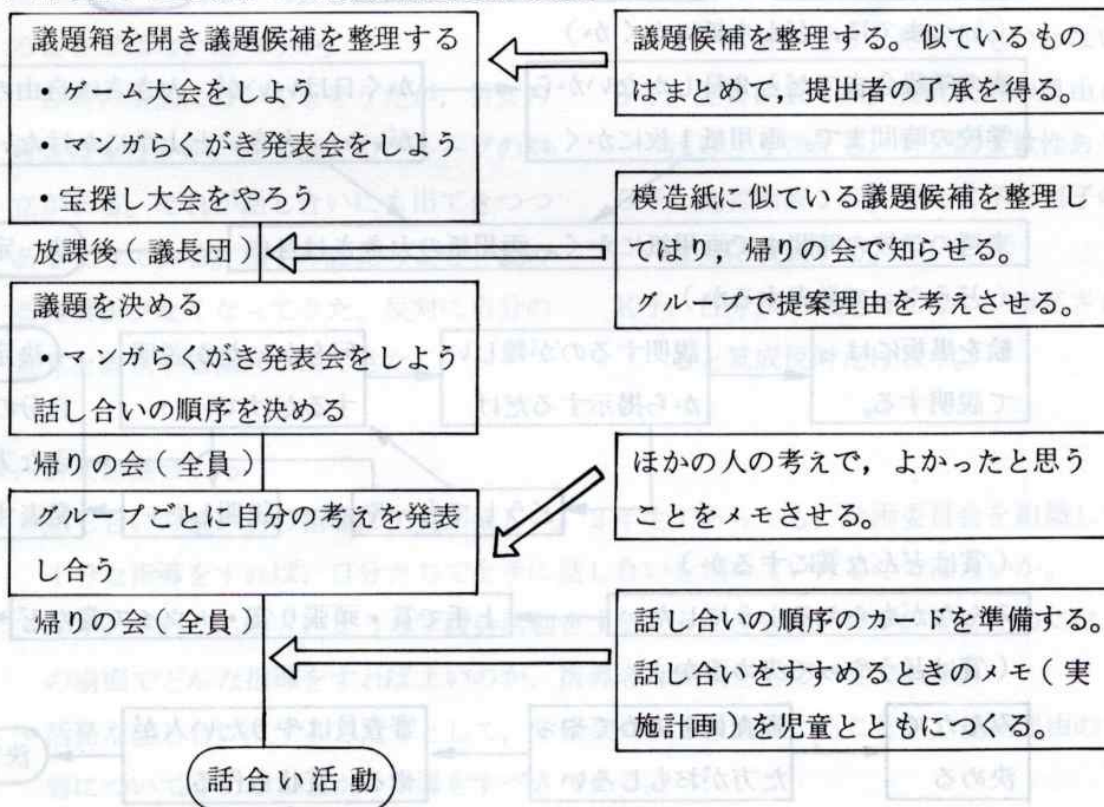 議題箱を開き議題候補を整理する
・ゲーム大会をしよう
・マンガらくがき発表会をしよう
・宝探し大会をやろう
議題候補を整理する。似ているもの
はまとめて，提出者の了承を得る。
放課後（議長団）
模造紙に似ている議題候補を整理し
てはり，帰りの会で知らせる。
グループで提案理由を考えさせる。
議題を決める
・マンガらくがき発表会をしよう
話し合いの順序を決める
帰りの会（全員）
グループごとに自分の考えを発表
し合う
ほかの人の考えで，よかったと思う
ことをメモさせる。
帰りの会（全員）
話し合いの順序のカードを準備する。
話し合いをすすめるときのメモ（実
施計画）を児童とともにつくる。
話合い活動